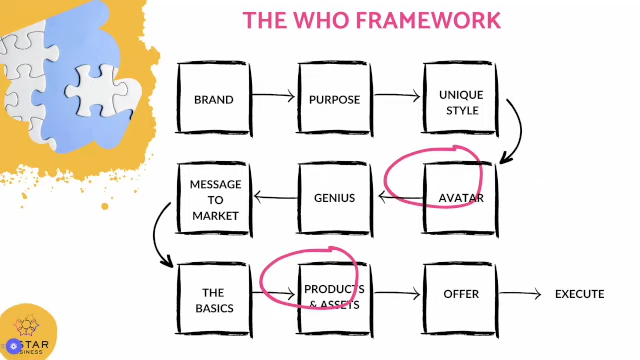 THE WHO FRAMEWORK
BRAND
PURPOSE
UNIQUE
STYLE
AVATAR
GENIUS
MESSAGE
TO
MARKET
THE
BASICS
PRODUCTS
& ASSETS
OFFER
EXECUTE
STAR